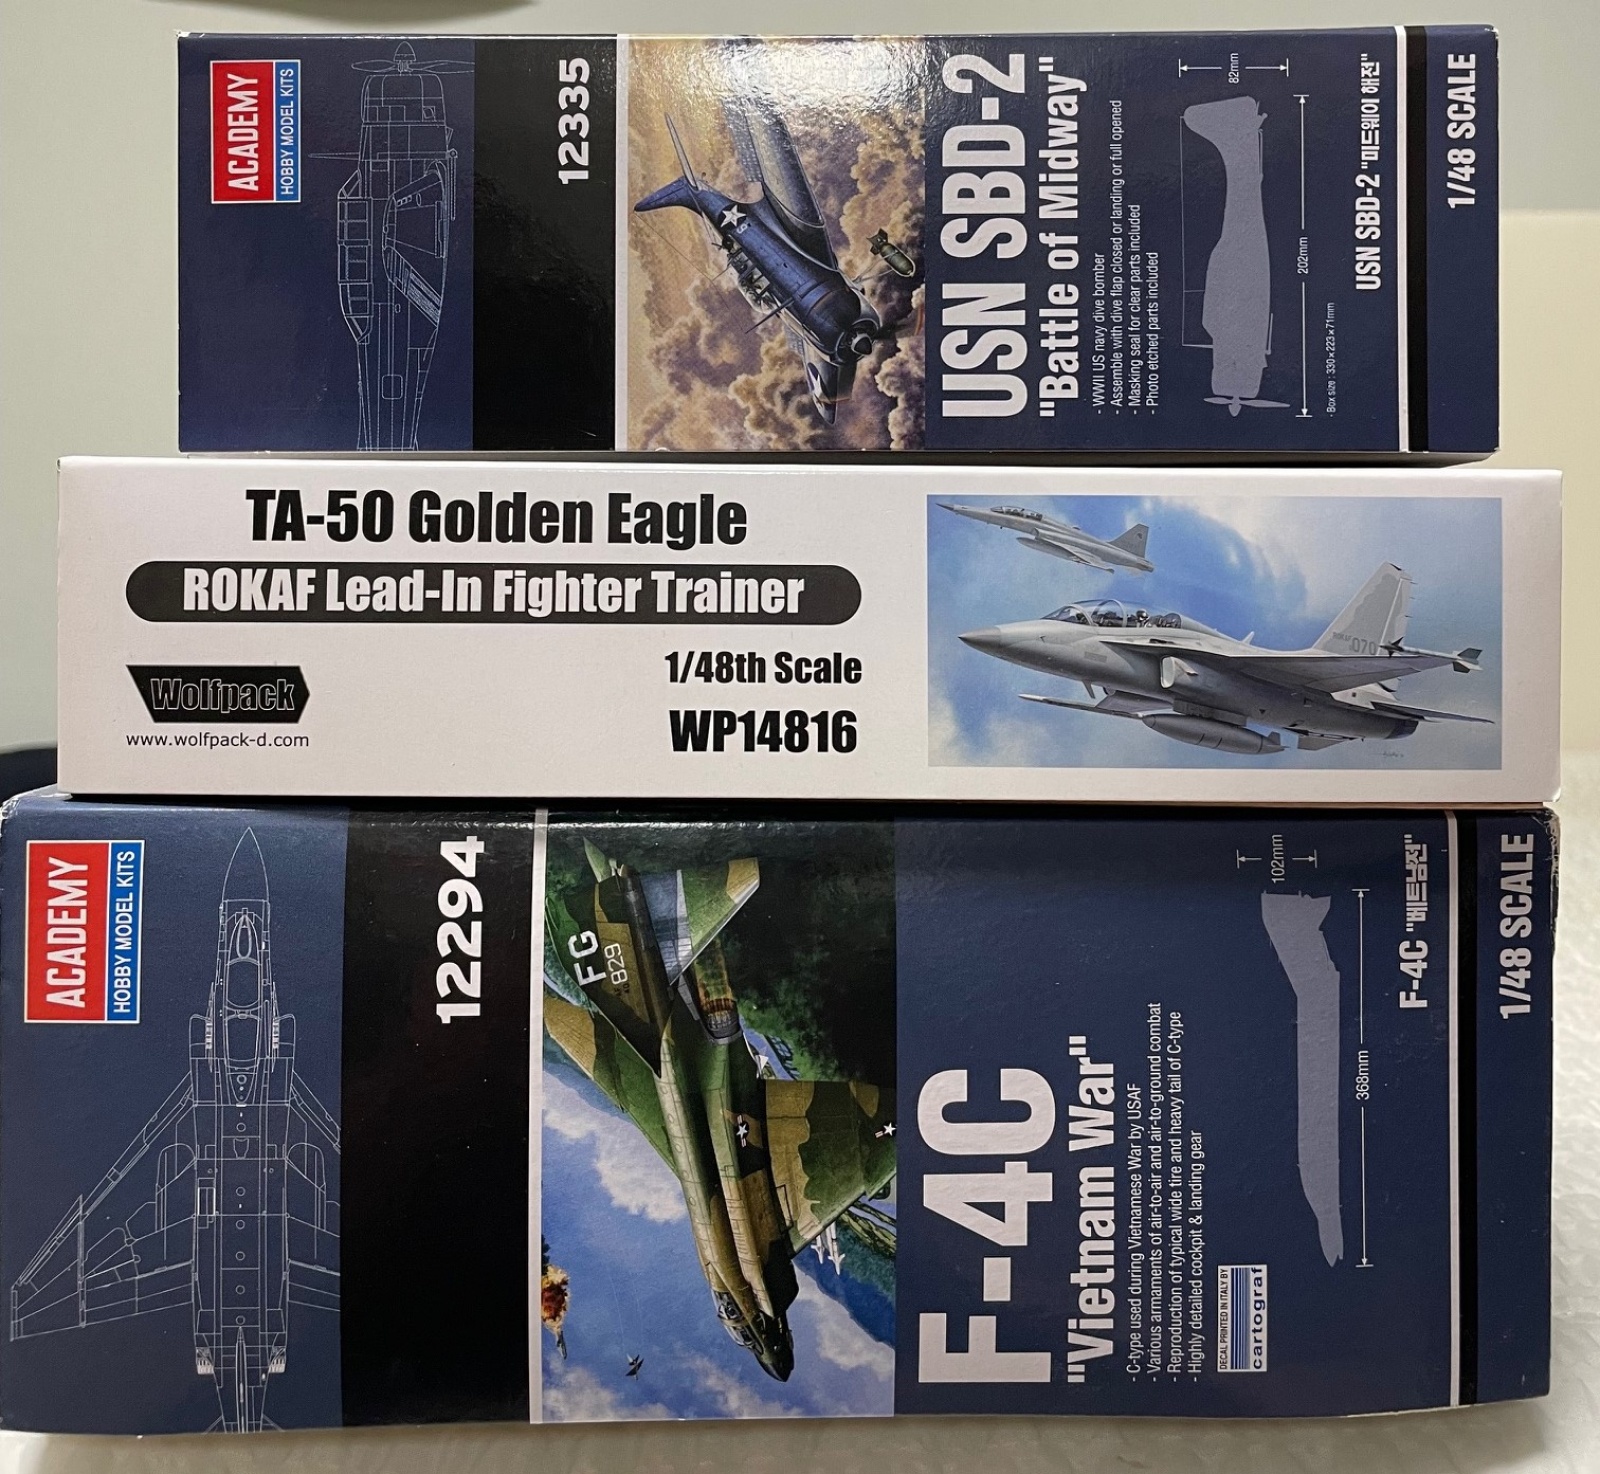 ACADEMY
HOBBY MODEL KITS
12335
USN SBD-2
"Battle of Midway"
- WWII US navy dive bomber
- Assemble with dive flap closed or landing or full opened
- Masking seal for clear parts included
- Photo etched parts included
82mm
202mm
· Box size : 330×223×71mm
USN SBD-2 "미드웨이 해전"
1/48 SCALE
TA-50 Golden Eagle
ROKAF Lead-In Fighter Trainer
Wolfpack
www.wolfpack-d.com
1/48th Scale
WP14816
070
ACADEMY
HOBBY MODEL KITS
12294
FG
829
F-4C
"Vietnam War"
- C-type used during Vietnamese War by USAF
- Various armaments of air-to-air and air-to-ground combat
- Reproduction of typical wide tire and heavy tail of C-type
- Highly detailed cockpit & landing gear
DECAL PRINTED IN ITALY BY
cartograf
102mm
368mm
F-4C "베트남전"
1/48 SCALE